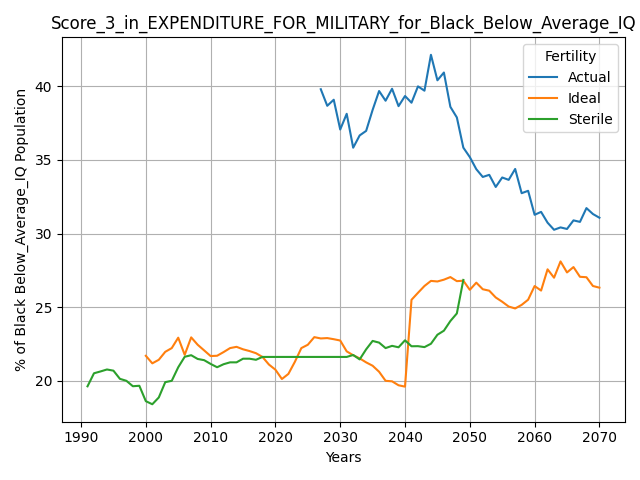 Score_3_in_EXPENDITURE_FOR_MILITARY_for_Black_Below_Average_IQ
% of Black Below_Average_IQ Population
40
35
30
25
20
Fertility
Actual
Ideal
Sterile
1990 2000 2010 2020 2030 2040 2050 2060 2070
Years